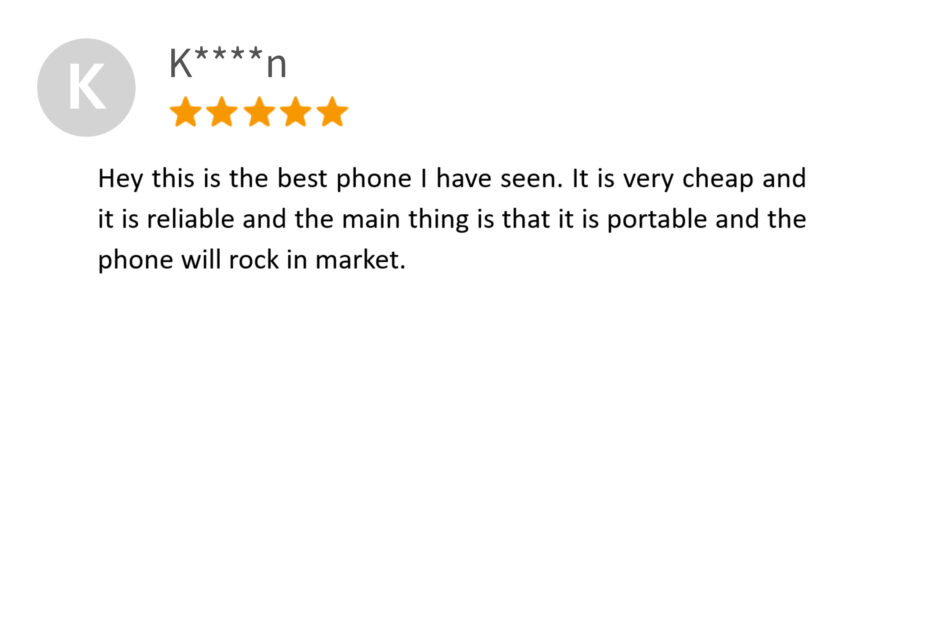 K
K****n
Hey this is the best phone I have seen. It is very cheap and
it is reliable and the main thing is that it is portable and the
phone will rock in market.